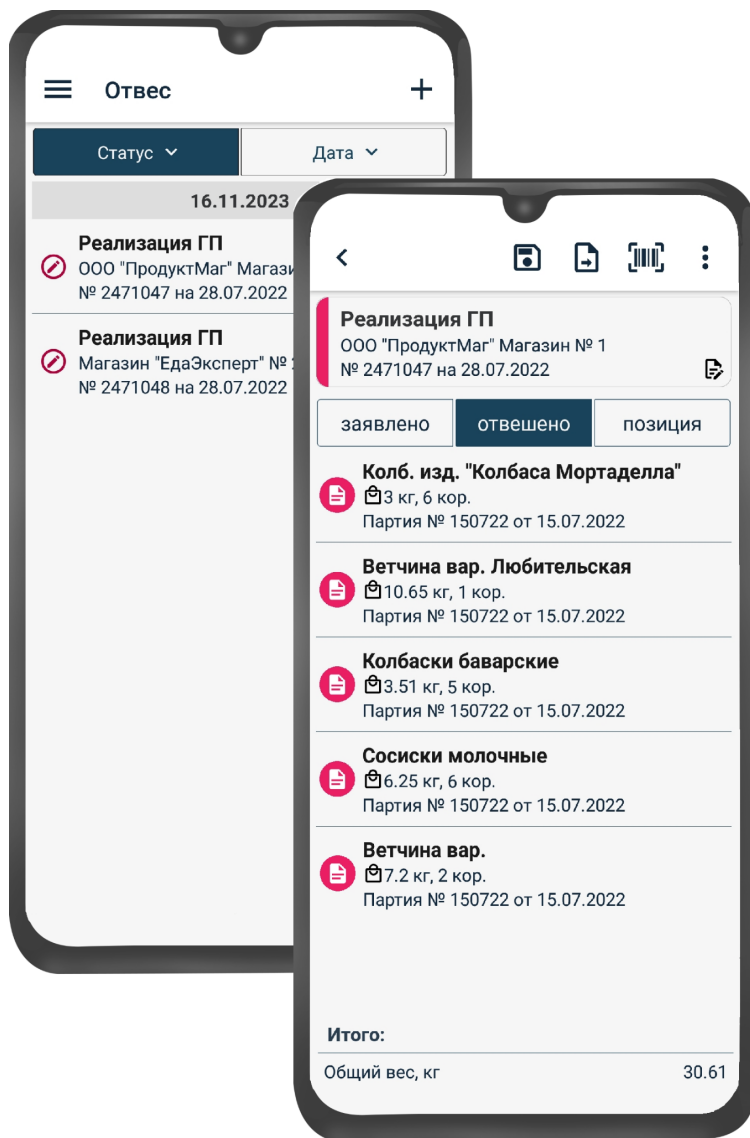 Отвес
Статус
Дата
16.11.2023
Реализация ГП
ООО "ПродуктМаг"
№ 2471047 на 28.07.2022
Реализация ГП
Магазин "ЕдаЭксперт" №
№ 2471048 на 28.07.2022
Реализация ГП
ООО "ПродуктМаг" Магазин № 1
№ 2471047 на 28.07.2022
заявлено
отвешено
позиция
Колб. изд. "Колбаса Мортаделла"
3 кг, 6 кор.
Партия № 150722 от 15.07.2022
Ветчина вар. Любительская
10.65 кг, 1 кор.
Партия № 150722 от 15.07.2022
Колбаски баварские
3.51 кг, 5 кор.
Партия № 150722 от 15.07.2022
Сосиски молочные
6.25 кг, 6 кор.
Партия № 150722 от 15.07.2022
Ветчина вар.
7.2 кг, 2 кор.
Партия № 150722 от 15.07.2022
Итого:
Общий вес, кг 30.61